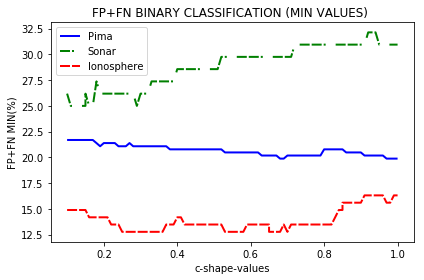 FP+FN BINARY CLASSIFICATION (MIN VALUES)
Pima
Sonar
Ionosphere
FP+FN MIN(%)
32.5
30.0
27.5
25.0
22.5
20.0
17.5
15.0
12.5
0.2 0.4 0.6 0.8 1.0
c-shape-values